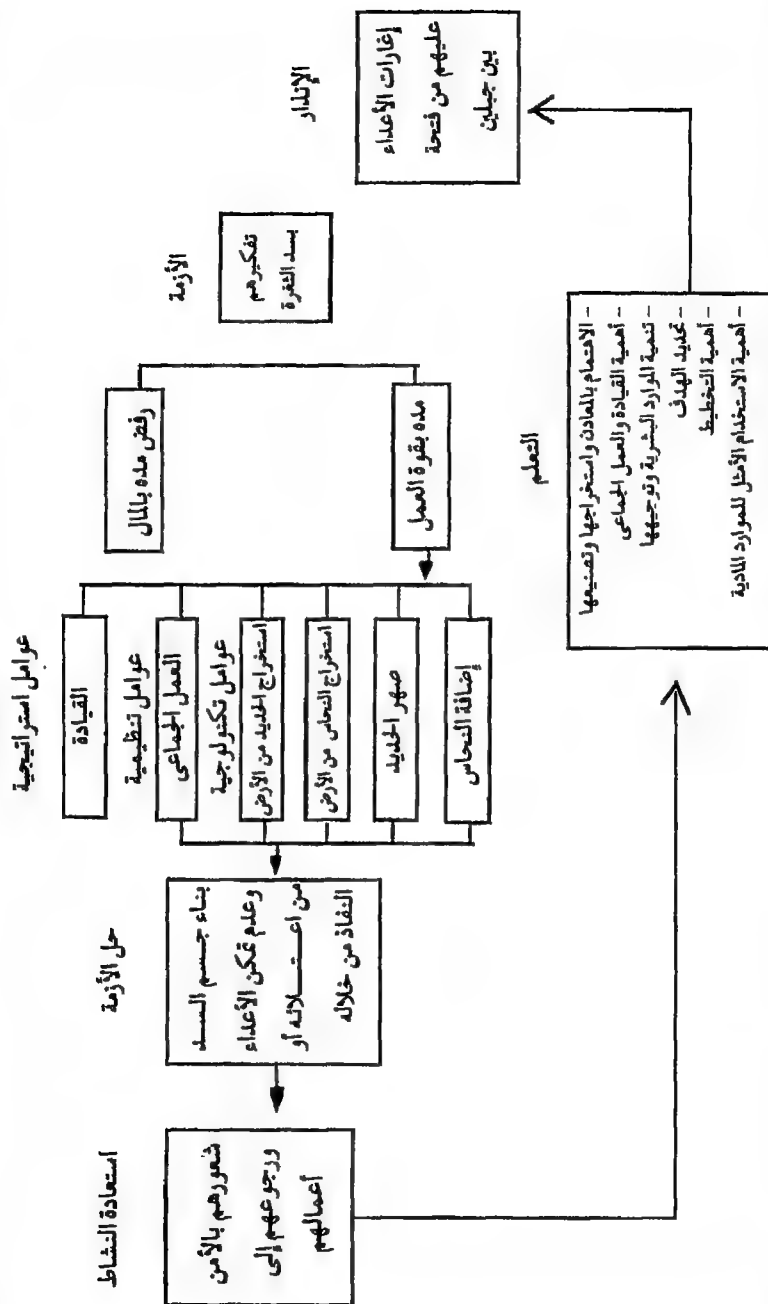 الإنذار
إغارات الأعداء
عليهم من فتحة
بين جبلين
الأزمة
تفكيرهم
بسد الثغرة
رفض مده بالمال
مده بقوة العمل
عوامل استراتيجية
القيادة
عوامل تنظيمية
العمل الجماعى
عوامل تكنولوجية
استخراج الحديد من الأرض
استخراج النحاس من الأرض
صهر الحديد
إضافة النحاس
حل الأزمة
بناء جسم السد
وعدم تمكن الأعداء
من اعتلائه أو
النفاذ من خلاله
استعادة النشاط
شعورهم بالأمن
ورجوعهم إلى
أعمالهم
التعلم
– الاهتمام بالمعادن واستخراجها وتصنيعها
– أهمية القيادة والعمل الجماعى
– تنمية الموارد البشرية وتوجيهها
– تحديد الهدف
– أهمية التخطيط
– أهمية الاستخدام الأمثل للموارد المادية